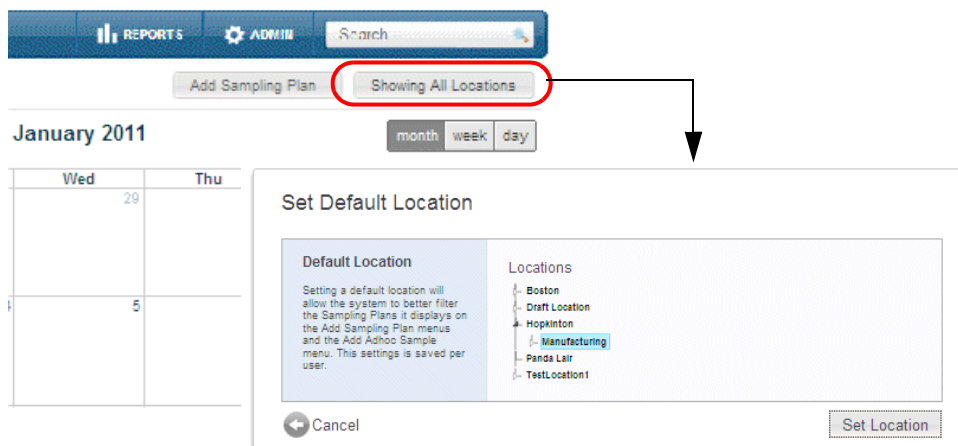 REPORTS ADMIN Search
Add Sampling Plan Showing All Locations
January 2011 month week day
Wed Thu
29
5
Set Default Location
Default Location
Setting a default location will
allow the system to better filter
the Sampling Plans it displays on
the Add Sampling Plan menus
and the Add Adhoc Sample
menu. This settings is saved per
user.
Locations
Boston
Draft Location
Hopkinton
Manufacturing
Panda Lair
TestLocation1
Cancel Set Location